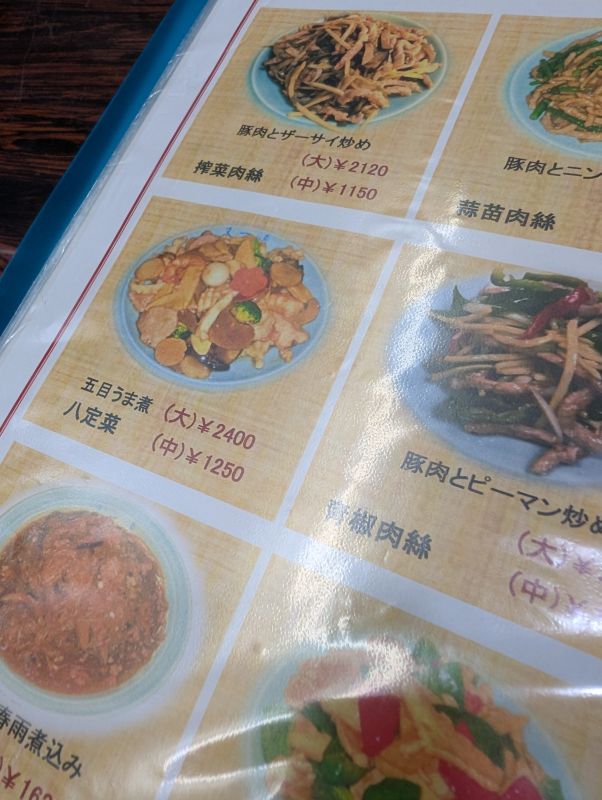 豚肉とザーサイ炒め
(大)¥2120
搾菜肉絲
(中)¥1150
豚肉とニン
蒜苗肉絲
五目うま煮
(大)¥2400
八定菜
(中)¥1250
豚肉とピーマン炒め
青椒肉絲
(大)¥
(中)¥
春雨煮込み
)¥162